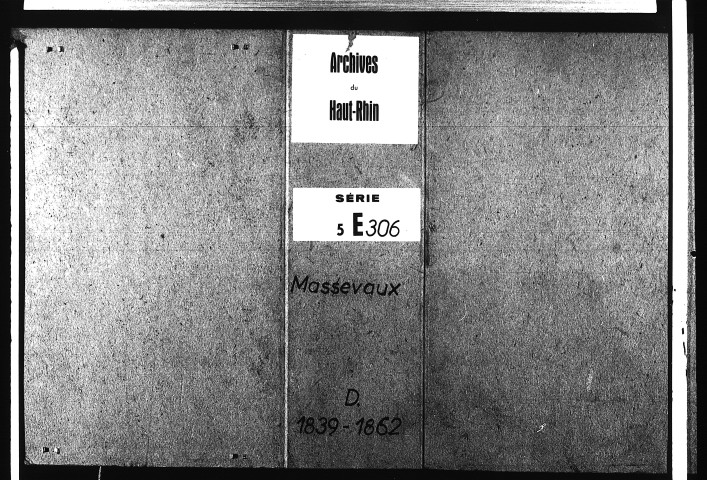 Archives
du
Haut-Rhin
SÉRIE
5 E 306
Massevaux
D.
1839-1862